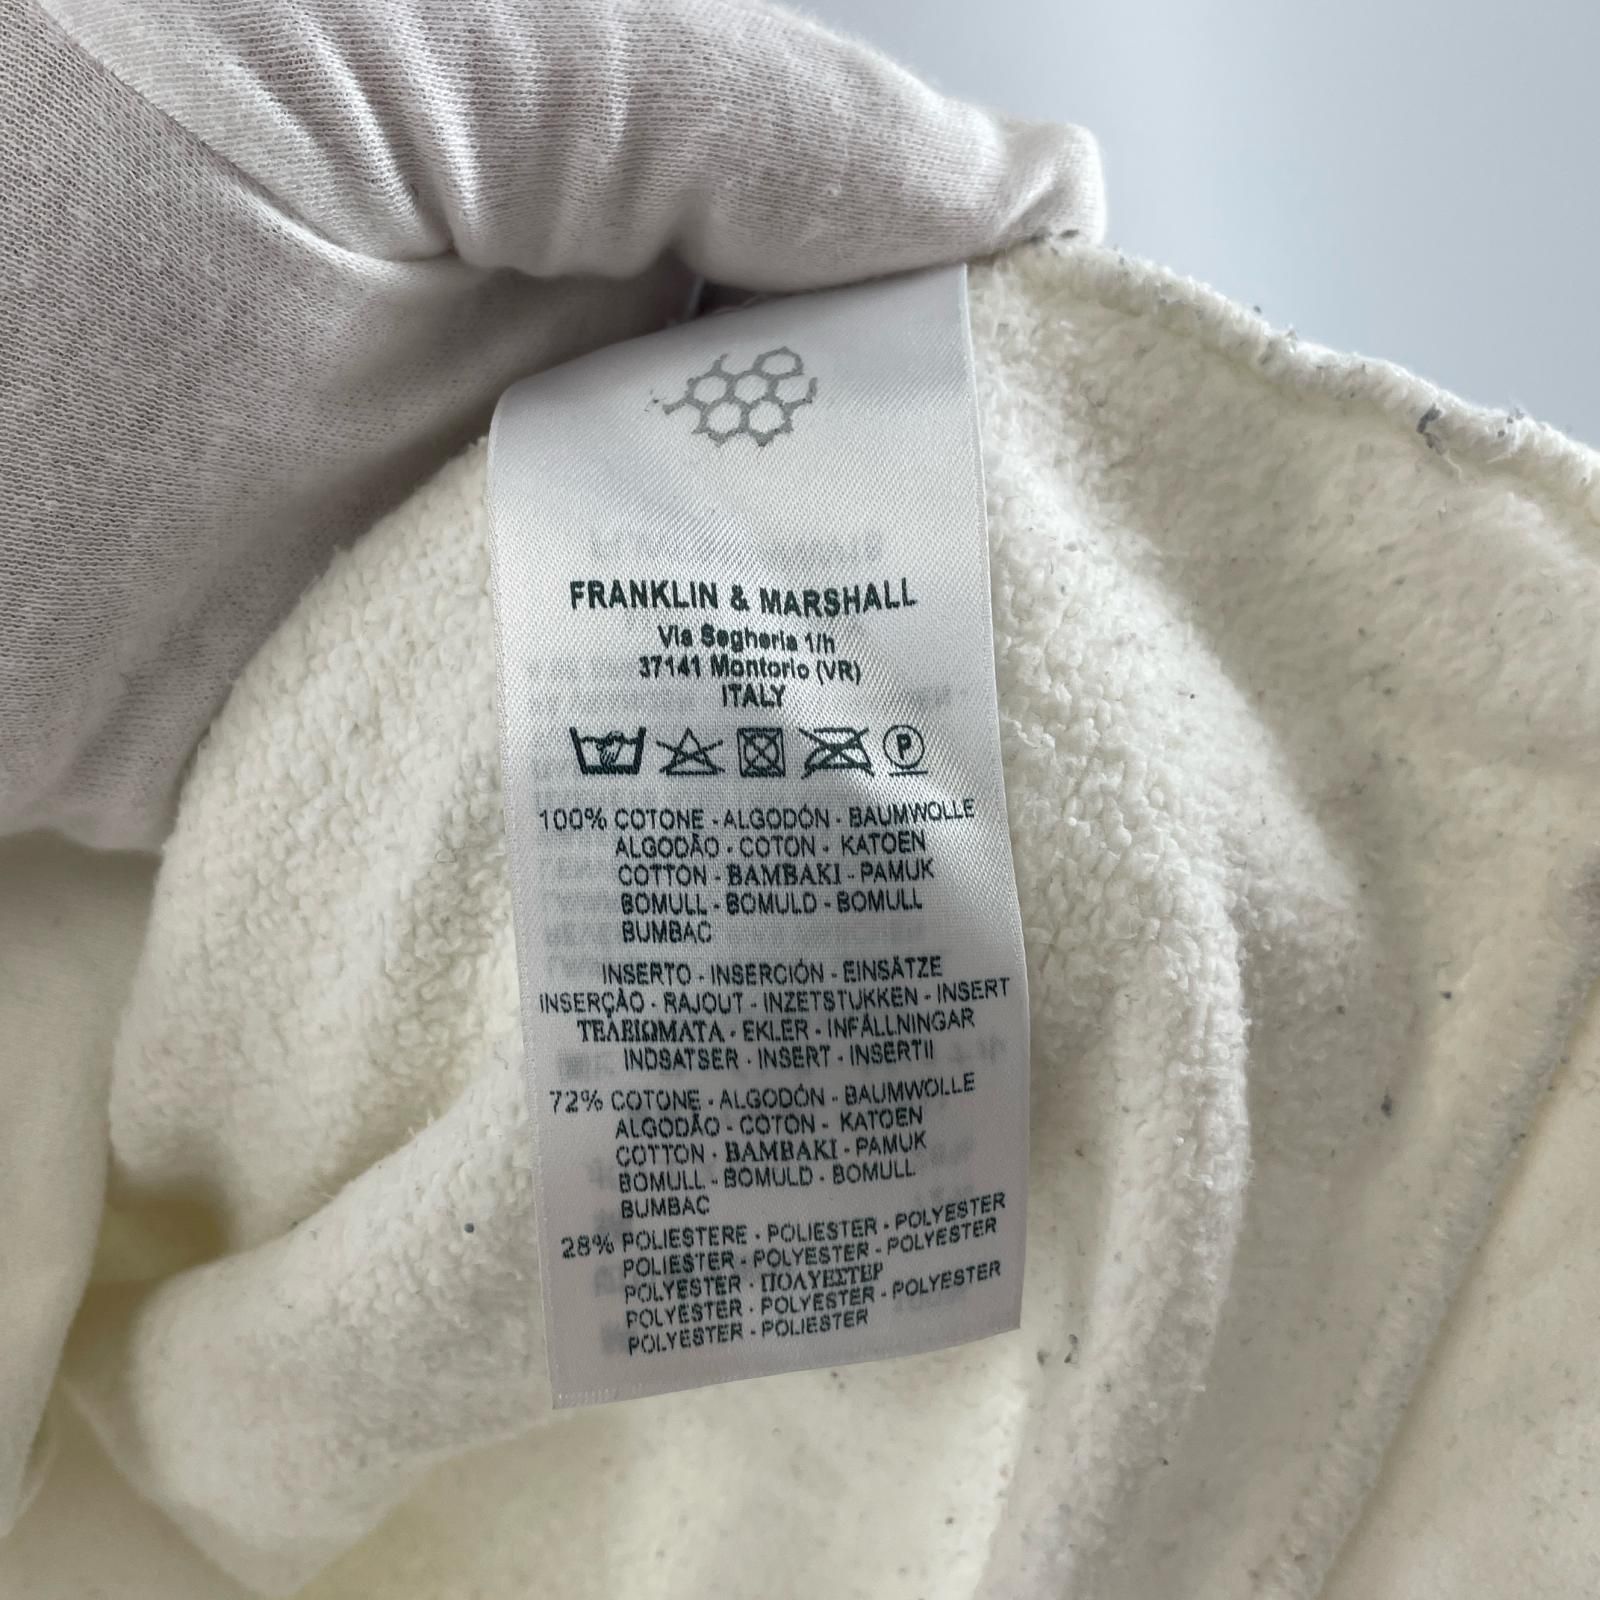 FRANKLIN & MARSHALL
Via Segheria 1/h
37141 Montorio (VR)
ITALY
P
100% COTONE - ALGODÓN - BAUMWOLLE
ALGODÃO - COTON - KATOEN
COTTON - ΒΑΜΒΑΚΙ - PAMUK
BOMULL - BOMULD - BOMULL
BUMBAC
INSERTO - INSERCIÓN - EINSÄTZE
INSERÇÃO - RAJOUT - INZETSTUKKEN - INSERT
ΤΕΛΕΙΩΜΑΤΑ - EKLER - INFÄLLNINGAR
INDSATSER - INSERT - INSERTII
72% COTONE - ALGODÓN - BAUMWOLLE
ALGODÃO - COTON - KATOEN
COTTON - ΒΑΜΒΑΚΙ - PAMUK
BOMULL - BOMULD - BOMULL
BUMBAC
28% POLIESTERE - POLIESTER - POLYESTER
POLIESTER - POLYESTER - POLYESTER
POLYESTER - ΠΟΛΥΕΣΤΕΡ
POLYESTER - POLYESTER - POLYESTER
POLYESTER - POLIESTER